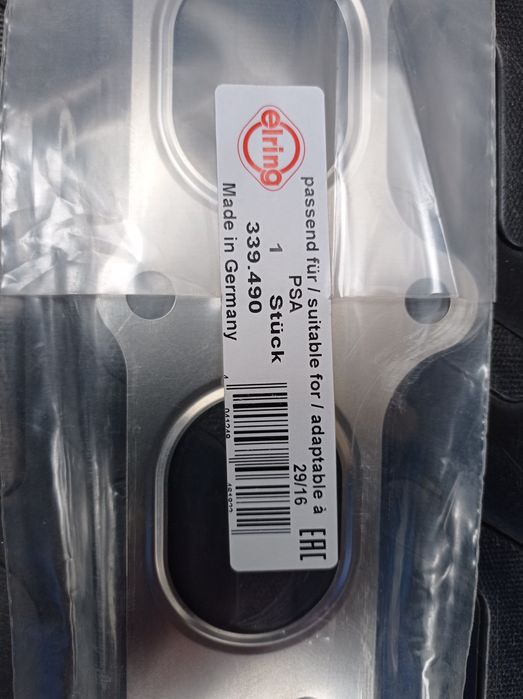 elring
passend für / suitable for / adaptable à
PSA
29/16
1 Stück
339.490
Made in Germany
EAC